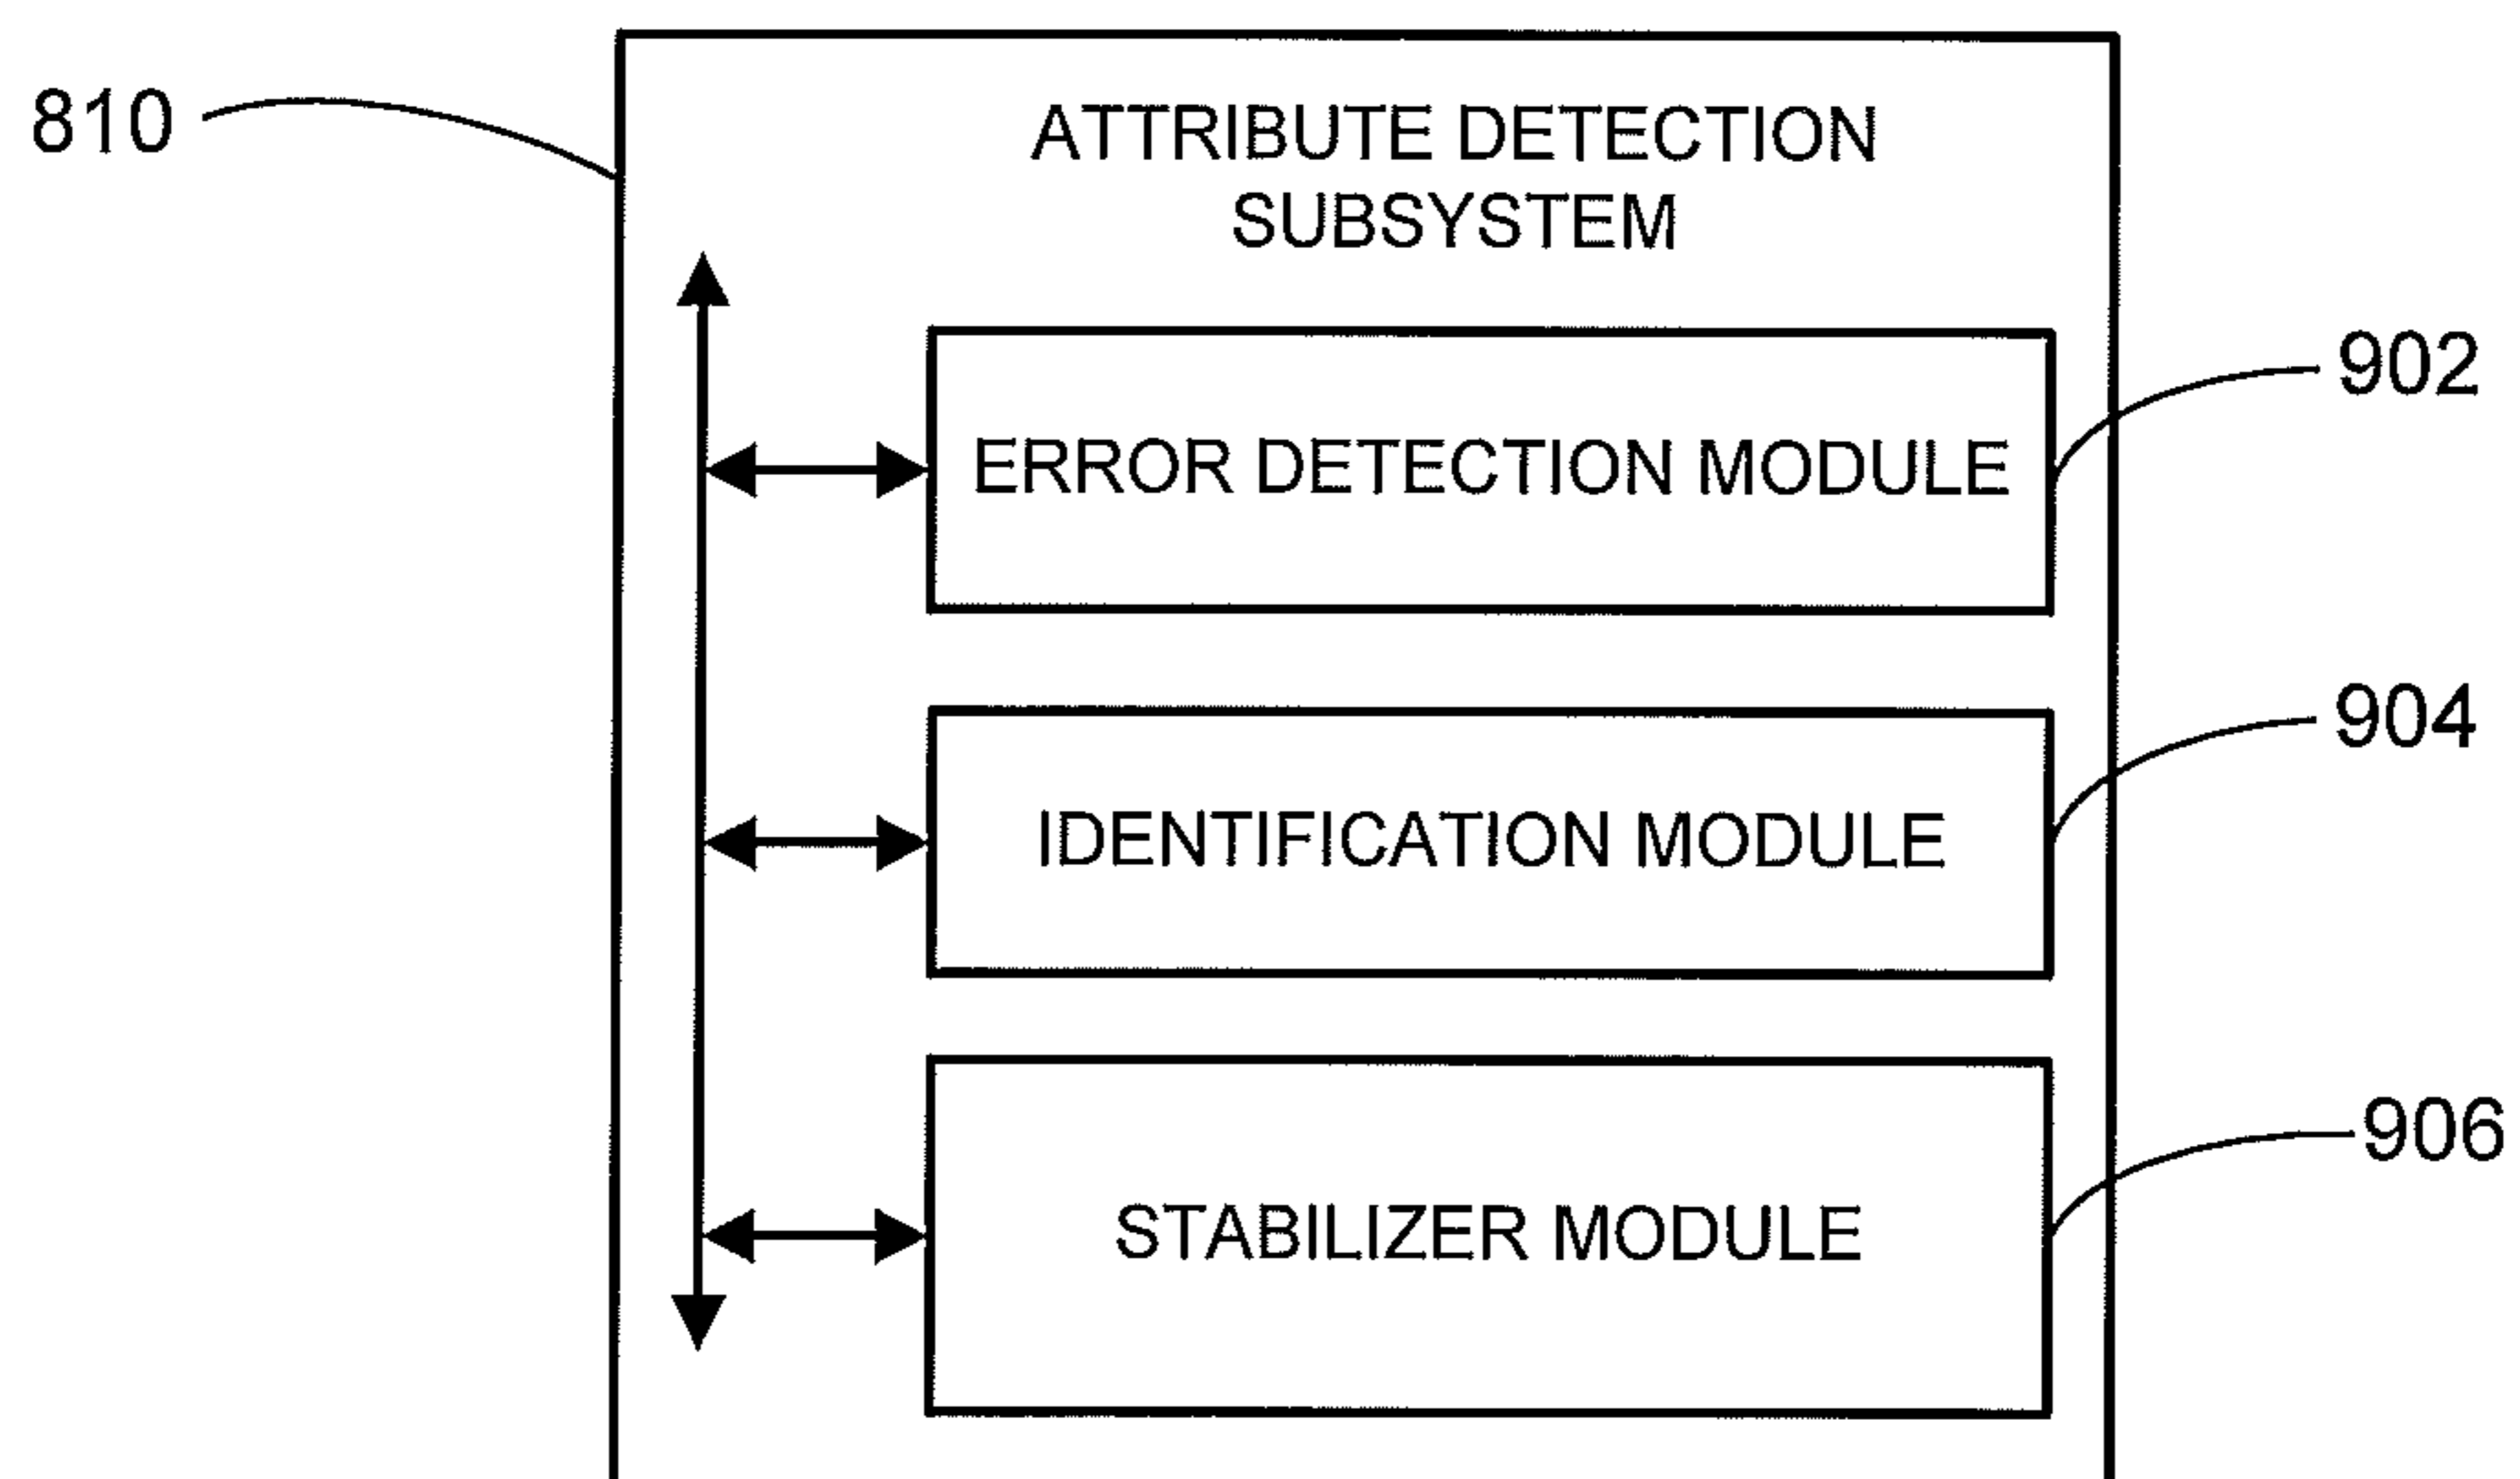 810
ATTRIBUTE DETECTION
SUBSYSTEM
902
ERROR DETECTION MODULE
904
IDENTIFICATION MODULE
906
STABILIZER MODULE